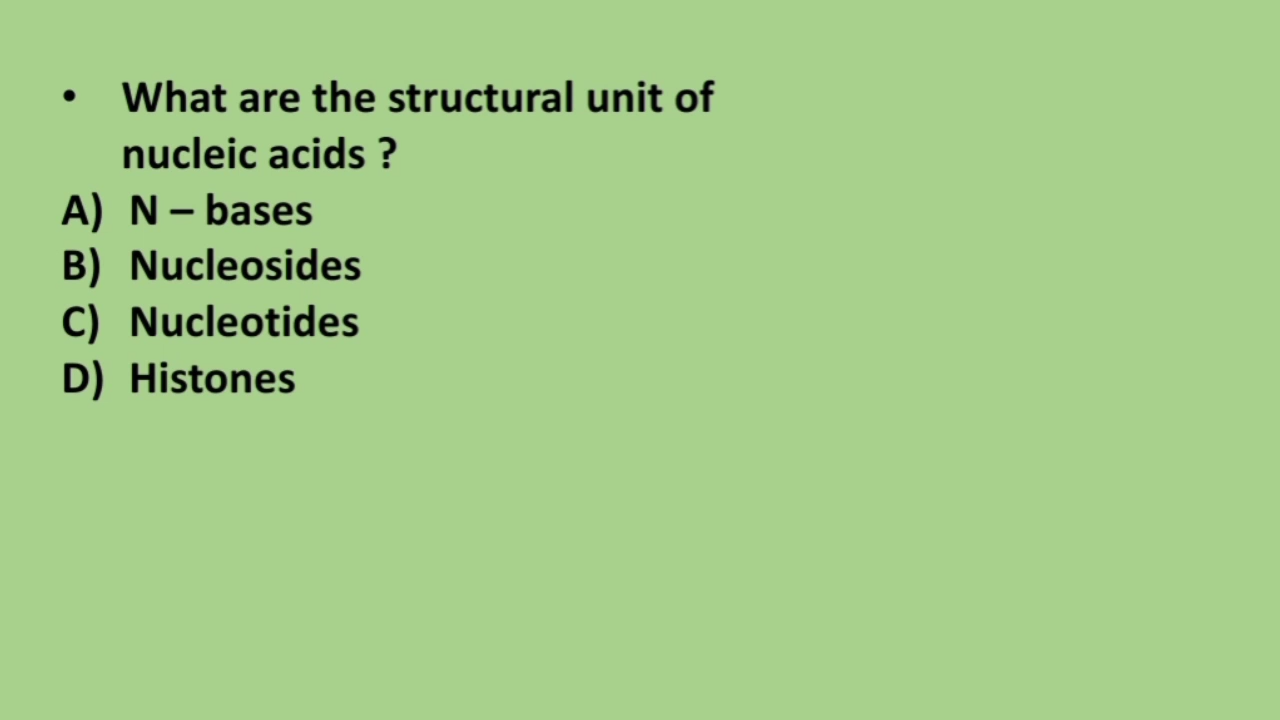 • What are the structural unit of
nucleic acids ?
A) N – bases
B) Nucleosides
C) Nucleotides
D) Histones